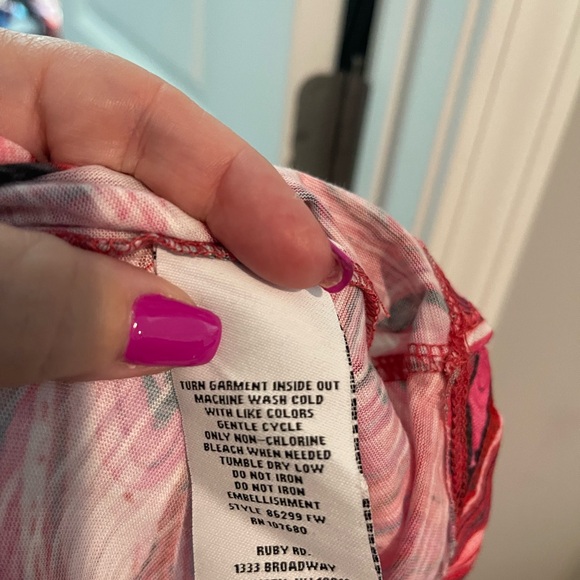 TURN GARMENT INSIDE OUT
MACHINE WASH COLD
WITH LIKE COLORS
GENTLE CYCLE
ONLY NON-CHLORINE
BLEACH WHEN NEEDED
TUMBLE DRY LOW
DO NOT IRON
DO NOT IRON
EMBELLISHMENT
STYLE 86299 FW
RN 107680
RUBY RD.
1333 BROADWAY